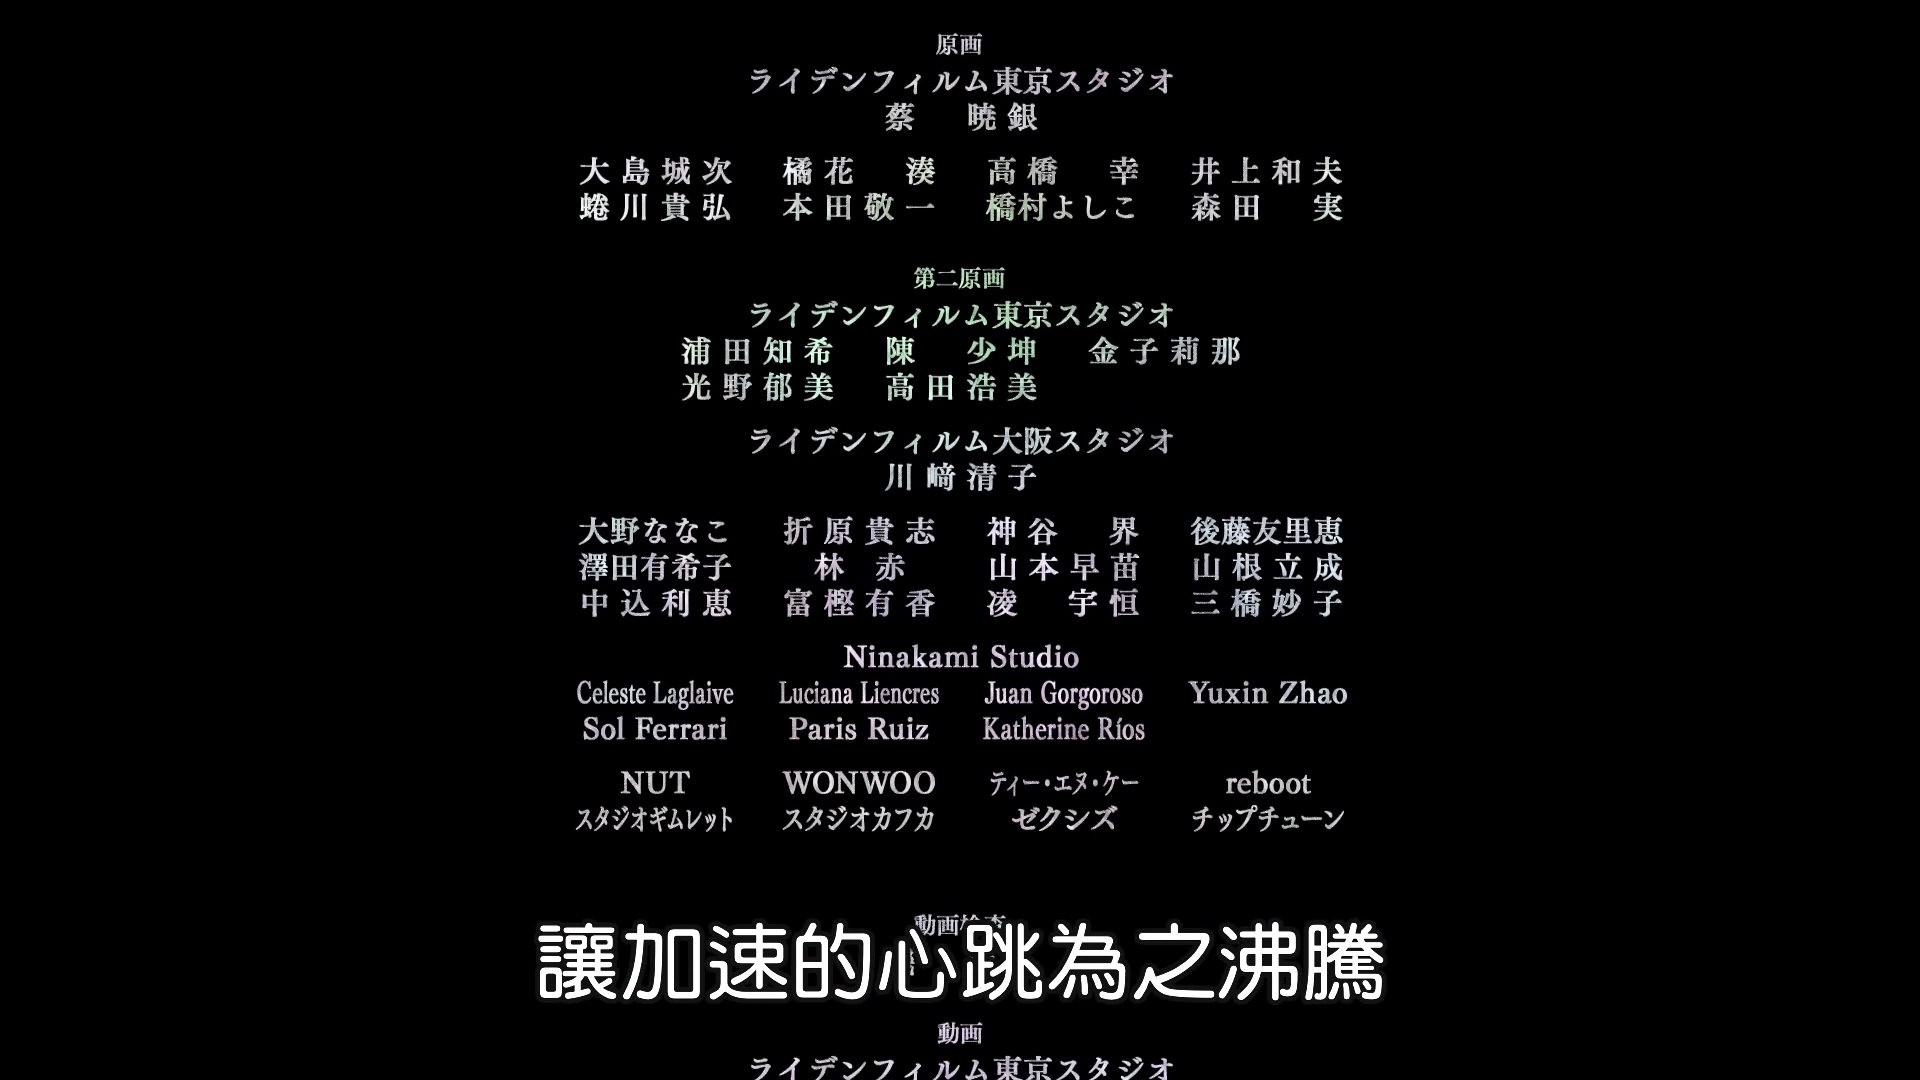 原画
ライデンフィルム東京スタジオ
蔡 暁銀
大島城次 橘花 湊 高橋 幸 井上和夫
蜷川貴弘 本田敬一 橋村よしこ 森田 実
第二原画
ライデンフィルム東京スタジオ
浦田知希 陳 少坤 金子莉那
光野郁美 高田浩美
ライデンフィルム大阪スタジオ
川﨑清子
大野ななこ 折原貴志 神谷 界 後藤友里恵
澤田有希子 林 赤 山本早苗 山根立成
中込利恵 富樫有香 凌 宇恒 三橋妙子
Ninakami Studio
Celeste Laglaive Luciana Liencres Juan Gorgoroso Yuxin Zhao
Sol Ferrari Paris Ruiz Katherine Ríos
NUT WONWOO ティー・エヌ・ケー reboot
スタジオギムレット スタジオカフカ ゼクシズ チップチューン
動画検査
讓加速的心跳為之沸騰
動画
ライデンフィルム東京スタジオ